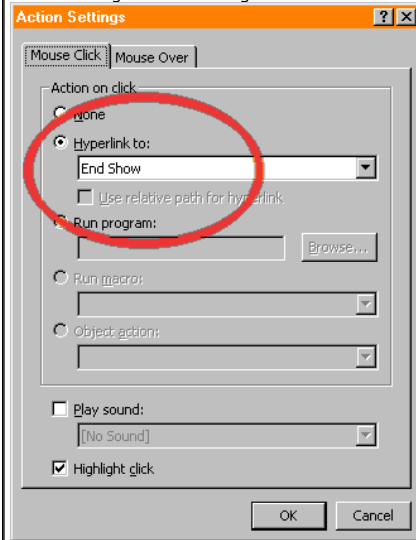 Action Settings
Mouse Click Mouse Over
Action on click
None
Hyperlink to:
End Show
Use relative path for hyperlink
Run program:
Browse...
Run macro:
Object action:
Play sound:
[No Sound]
Highlight click
OK Cancel